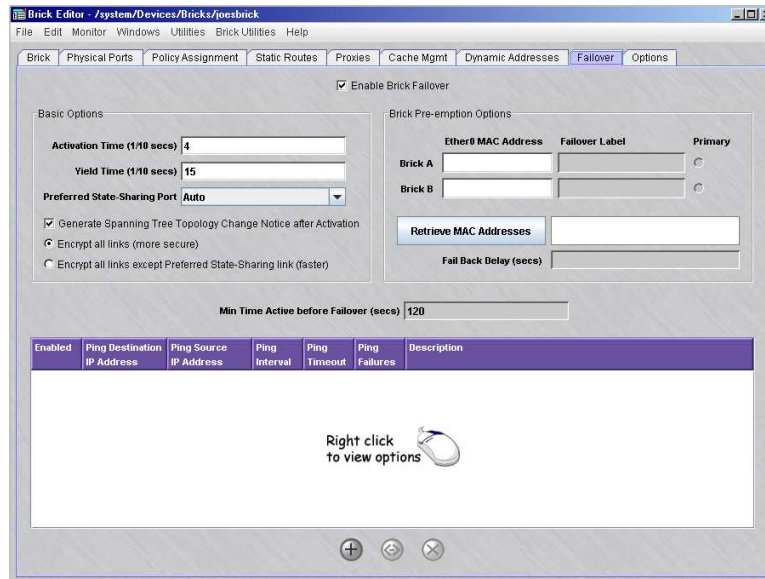 Brick Editor - /system/Devices/Bricks/joesbrick
File Edit Monitor Windows Utilities Brick Utilities Help
Brick Physical Ports Policy Assignment Static Routes Proxies Cache Mgmt Dynamic Addresses Failover Options
Enable Brick Failover
Basic Options
Activation Time (1/10 secs) 4
Yield Time (1/10 secs) 15
Preferred State-Sharing Port Auto
Generate Spanning Tree Topology Change Notice after Activation
Encrypt all links (more secure)
Encrypt all links except Preferred State-Sharing link (faster)
Brick Pre-emption Options
Ether0 MAC Address Failover Label Primary
Brick A
Brick B
Retrieve MAC Addresses
Fail Back Delay (secs)
Min Time Active before Failover (secs) 120
Enabled Ping Destination IP Address Ping Source IP Address Ping Interval Ping Timeout Ping Failures Description
Right click
to view options